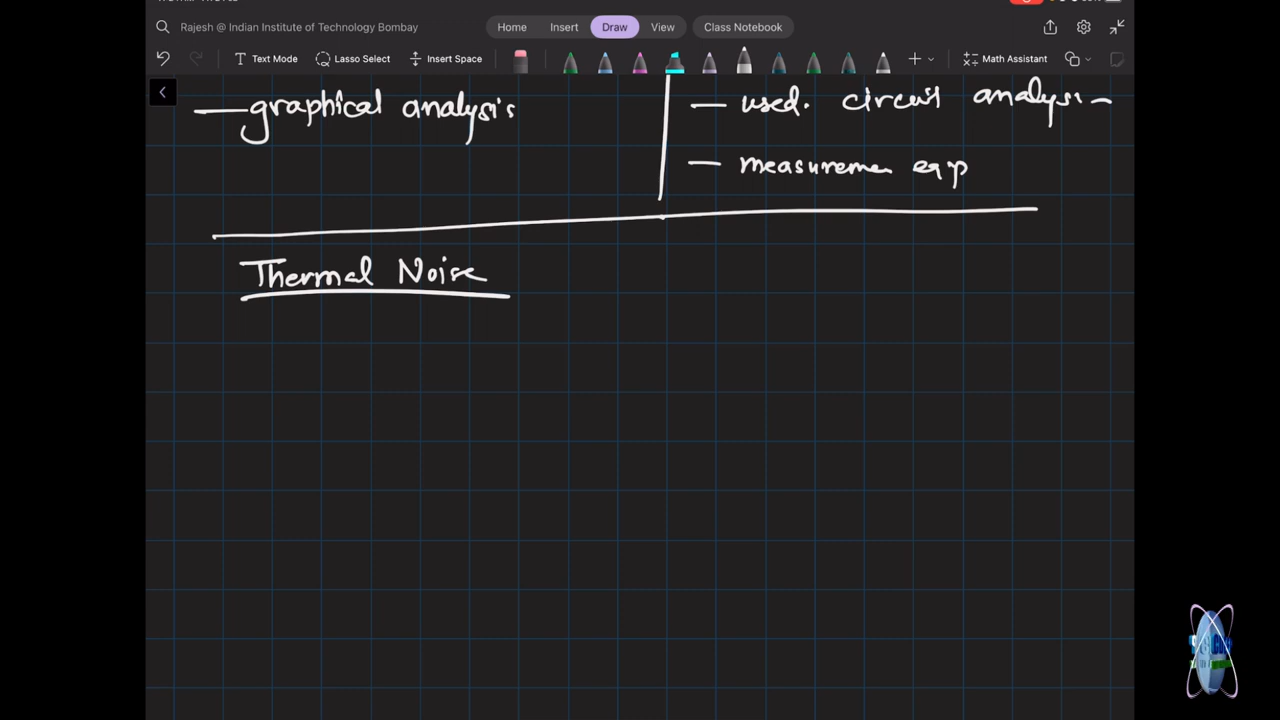 Rajesh @ Indian Institute of Technology Bombay
Home Insert Draw View Class Notebook
Text Mode Lasso Select Insert Space Math Assistant
— graphical analysis
— used. circuit analysis
— measureme eqp
Thermal Noise